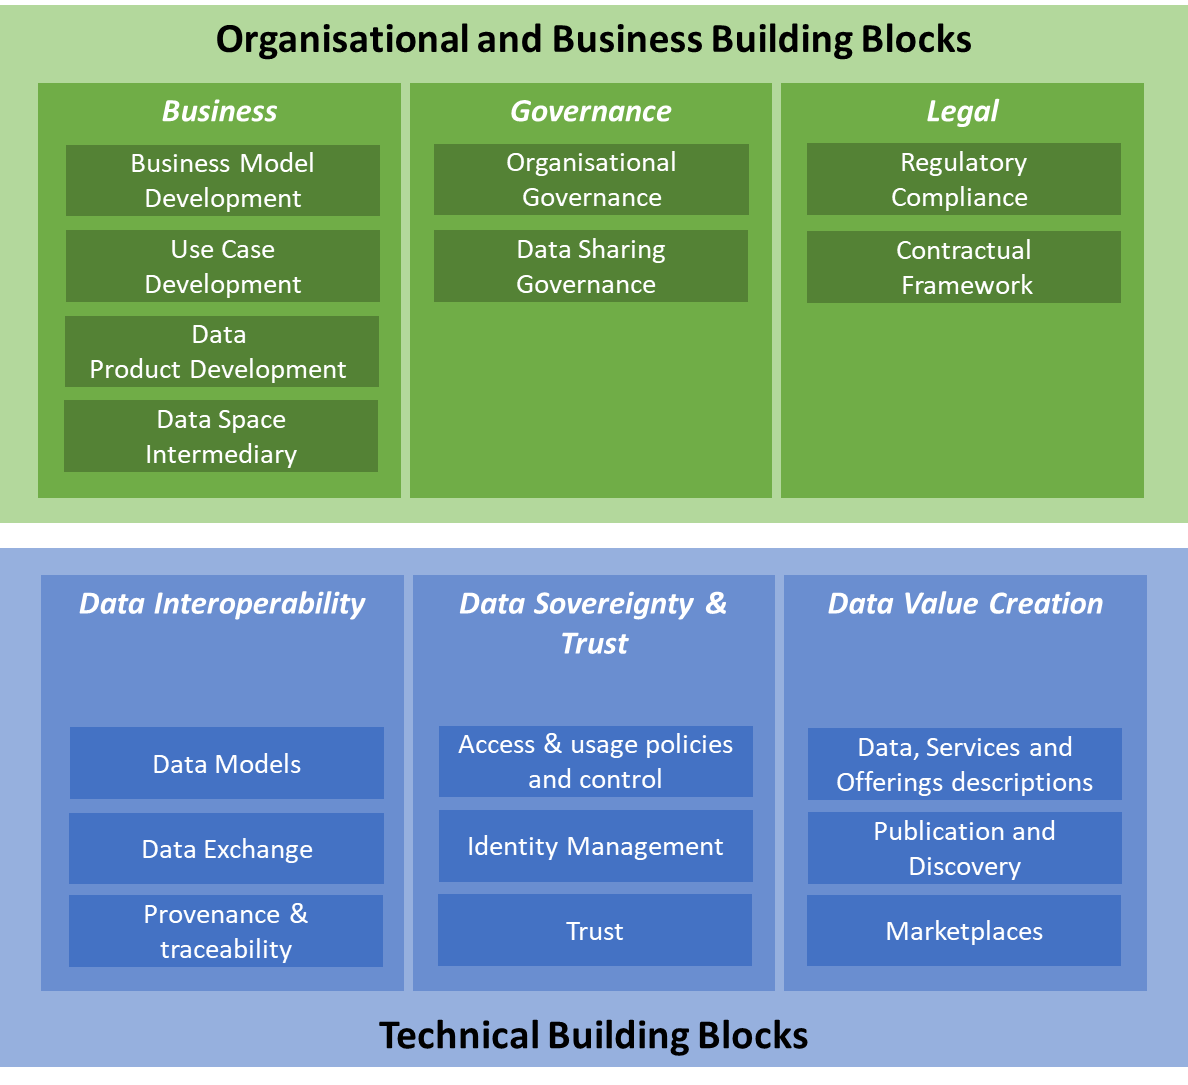 Organisational and Business Building Blocks
Business
Business Model
Development
Use Case
Development
Data
Product Development
Data Space
Intermediary
Governance
Organisational
Governance
Data Sharing
Governance
Legal
Regulatory
Compliance
Contractual
Framework
Data Interoperability
Data Models
Data Exchange
Provenance &
traceability
Data Sovereignty &
Trust
Access & usage policies
and control
Identity Management
Trust
Data Value Creation
Data, Services and
Offerings descriptions
Publication and
Discovery
Marketplaces
Technical Building Blocks